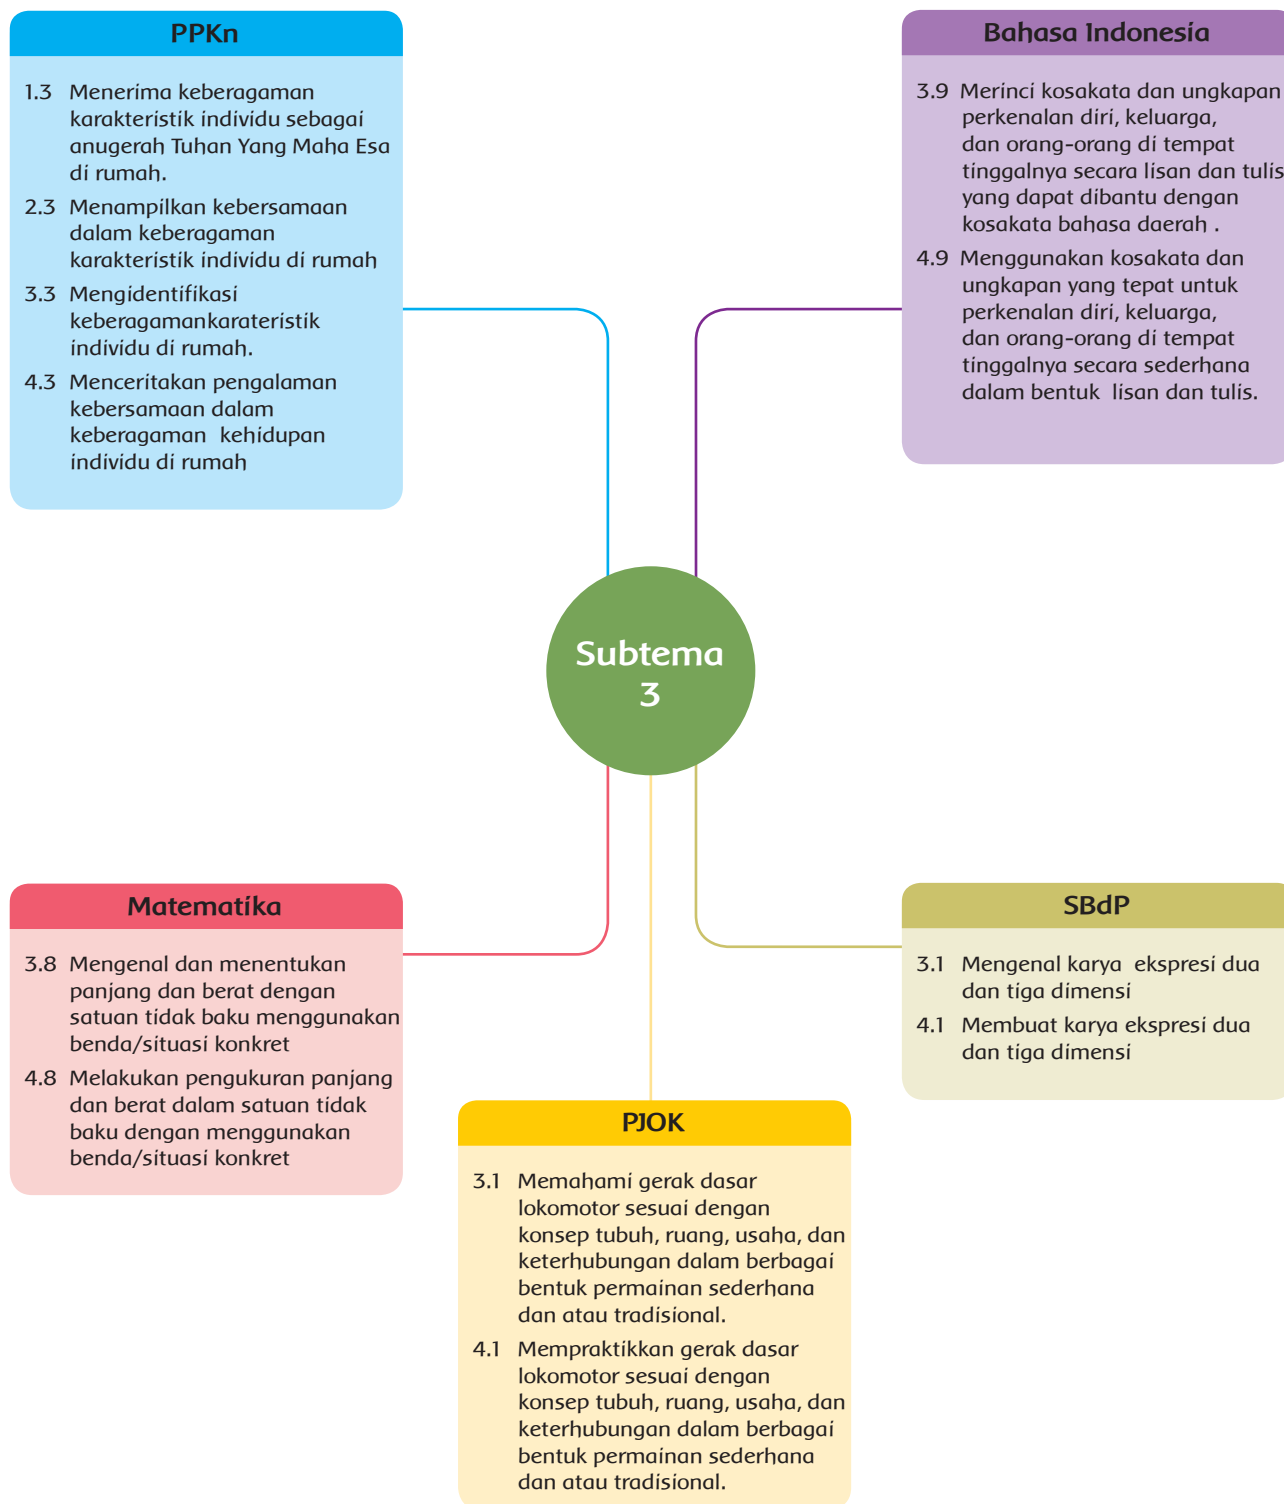 PPKn
1.3 Menerima keberagaman
karakteristik individu sebagai
anugerah Tuhan Yang Maha Esa
di rumah.
2.3 Menampilkan kebersamaan
dalam keberagaman
karakteristik individu di rumah
3.3 Mengidentifikasi
keberagamankarateristik
individu di rumah.
4.3 Menceritakan pengalaman
kebersamaan dalam
keberagaman kehidupan
individu di rumah
Bahasa Indonesia
3.9 Merinci kosakata dan ungkapan
perkenalan diri, keluarga,
dan orang-orang di tempat
tinggalnya secara lisan dan tulis
yang dapat dibantu dengan
kosakata bahasa daerah .
4.9 Menggunakan kosakata dan
ungkapan yang tepat untuk
perkenalan diri, keluarga,
dan orang-orang di tempat
tinggalnya secara sederhana
dalam bentuk lisan dan tulis.
Subtema
3
Matematika
3.8 Mengenal dan menentukan
panjang dan berat dengan
satuan tidak baku menggunakan
benda/situasi konkret
4.8 Melakukan pengukuran panjang
dan berat dalam satuan tidak
baku dengan menggunakan
benda/situasi konkret
SBdP
3.1 Mengenal karya ekspresi dua
dan tiga dimensi
4.1 Membuat karya ekspresi dua
dan tiga dimensi
PJOK
3.1 Memahami gerak dasar
lokomotor sesuai dengan
konsep tubuh, ruang, usaha, dan
keterhubungan dalam berbagai
bentuk permainan sederhana
dan atau tradisional.
4.1 Mempraktikkan gerak dasar
lokomotor sesuai dengan
konsep tubuh, ruang, usaha, dan
keterhubungan dalam berbagai
bentuk permainan sederhana
dan atau tradisional.